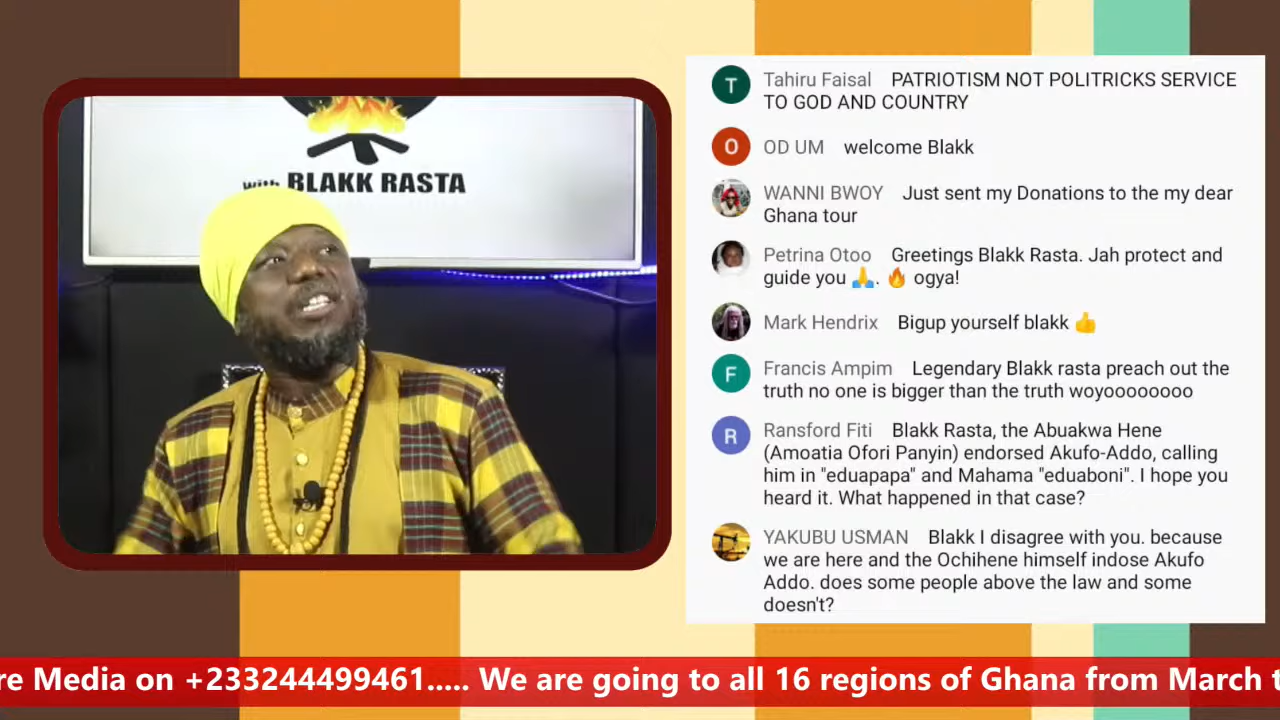 with BLAKK RASTA
T Tahiru Faisal PATRIOTISM NOT POLITRICKS SERVICE
TO GOD AND COUNTRY
O OD UM welcome Blakk
WANNI BWOY Just sent my Donations to the my dear
Ghana tour
Petrina Otoo Greetings Blakk Rasta. Jah protect and
guide you 🙏. 🔥 ogya!
Mark Hendrix Bigup yourself blakk 👍
F Francis Ampim Legendary Blakk rasta preach out the
truth no one is bigger than the truth woyoooooooo
R Ransford Fiti Blakk Rasta, the Abuakwa Hene
(Amoatia Ofori Panyin) endorsed Akufo-Addo, calling
him in "eduapapa" and Mahama "eduaboni". I hope you
heard it. What happened in that case?
YAKUBU USMAN Blakk I disagree with you. because
we are here and the Ochihene himself indose Akufo
Addo. does some people above the law and some
doesn't?
re Media on +233244499461..... We are going to all 16 regions of Ghana from March t